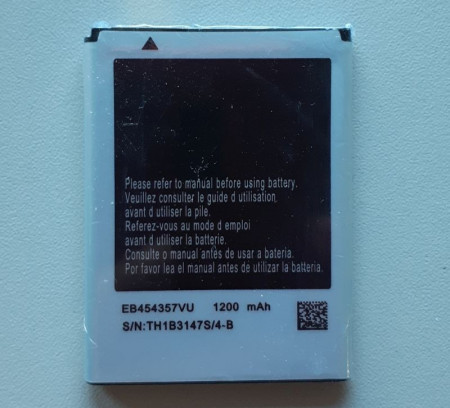 Please refer to manual before using battery.
Veuillez consulter le guide d utilisation,
avant d utiliser la pile.
Referez-vous au mode d emploi
avant d utiliser la batterie.
Consulte o manual antes de usar a bateria.
Por favor lea el manual antes de utilizar la batteria.
EB454357VU 1200 mAh
S/N:TH1B3147S/4-B